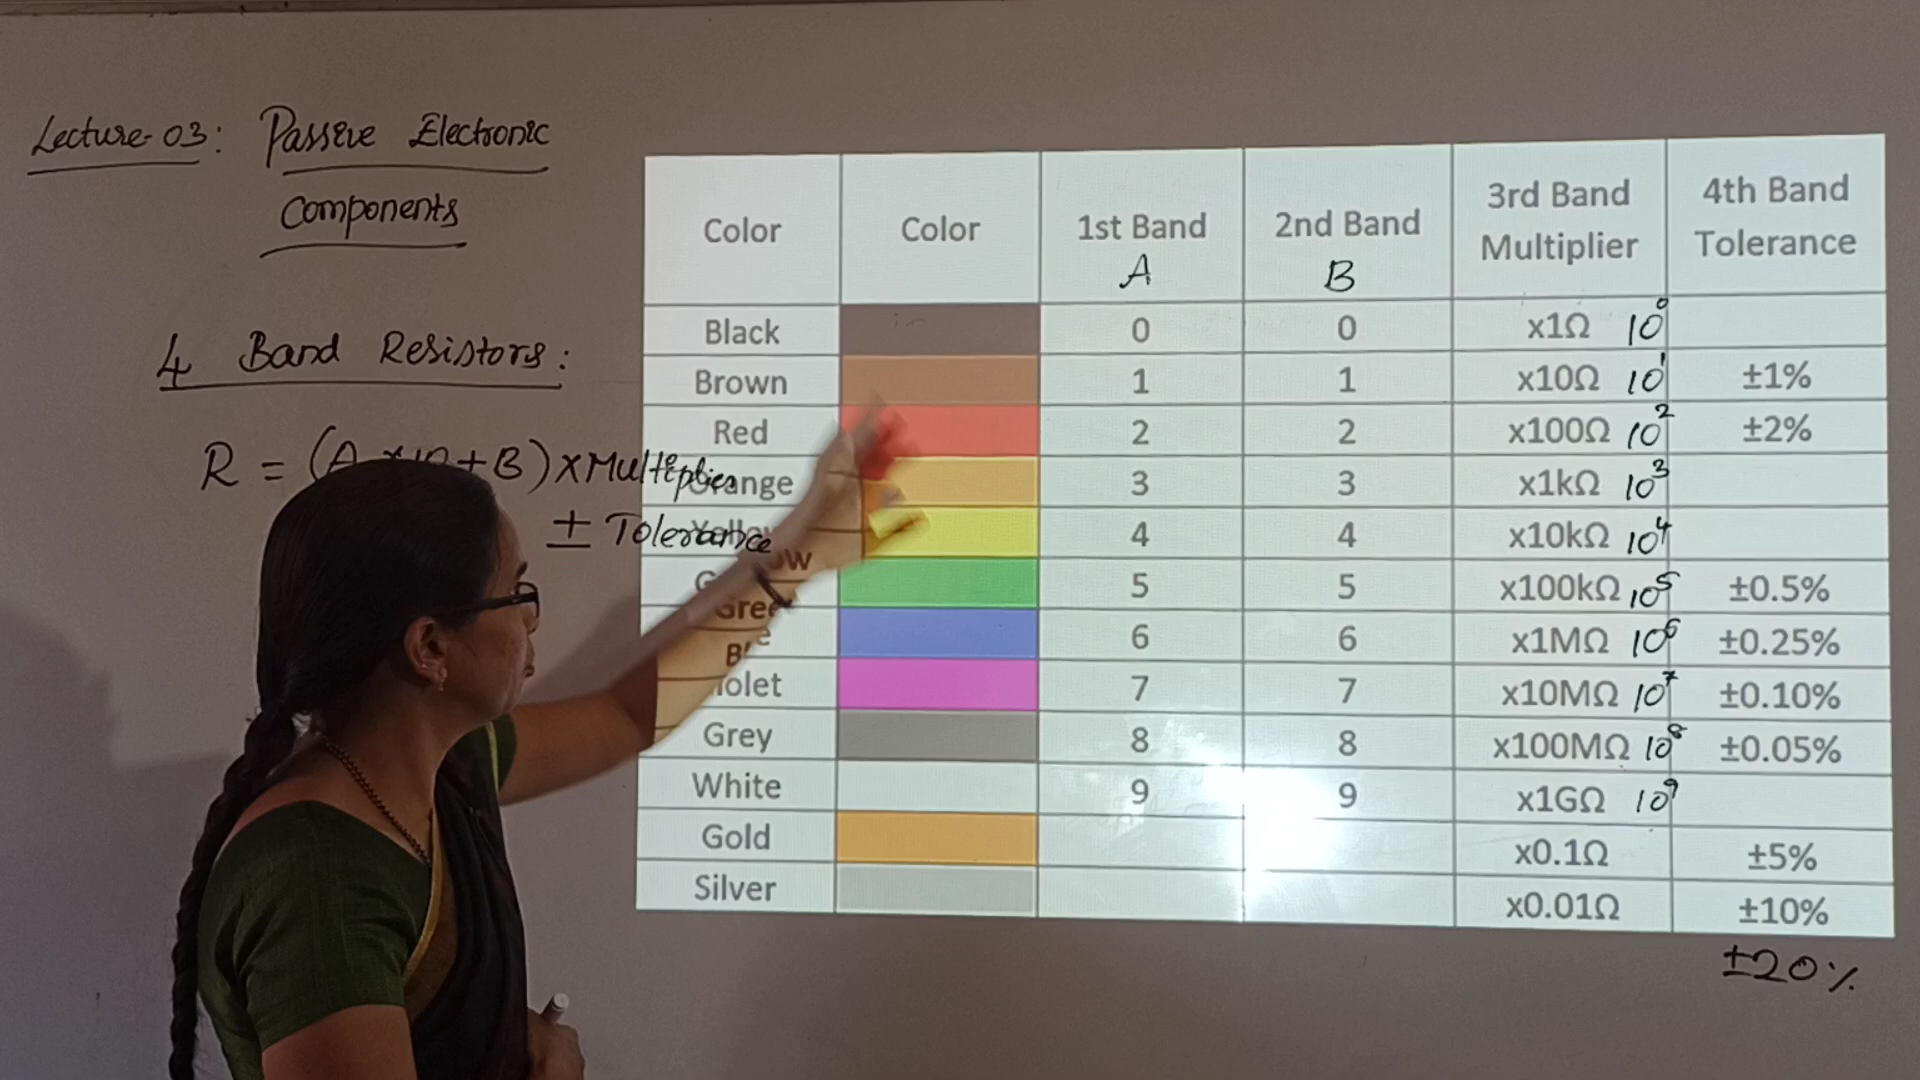 Lecture-03: Passive Electronic
Components
4 Band Resistors:
R = (A ×10+B)×Multiplier
± Tolerance
Color Color 1st Band 2nd Band 3rd Band Multiplier 4th Band Tolerance
A B
Black 0 0 x1Ω 10⁰
Brown 1 1 x10Ω 10¹ ±1%
Red 2 2 x100Ω 10² ±2%
Orange 3 3 x1kΩ 10³
Yellow 4 4 x10kΩ 10⁴
5 5 x100kΩ 10⁵ ±0.5%
6 6 x1MΩ 10⁶ ±0.25%
Violet 7 7 x10MΩ 10⁷ ±0.10%
Grey 8 8 x100MΩ 10⁸ ±0.05%
White 9 9 x1GΩ 10⁹
Gold x0.1Ω ±5%
Silver x0.01Ω ±10%
±20%